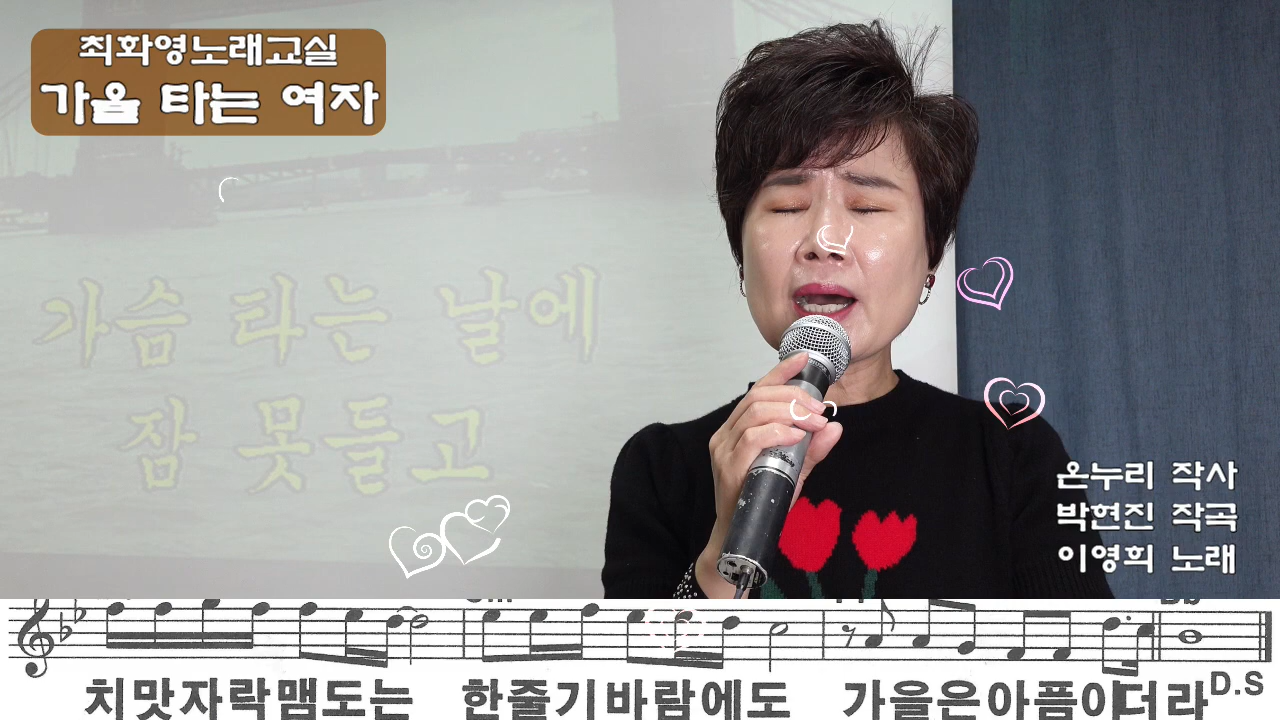 최화영노래교실
가을 타는 여자
가슴 타는 날에
잠 못들고
온누리 작사
박현진 작곡
이영희 노래
치맛자락맴도는 한줄기바람에도 가을은아픔이더라
D.S